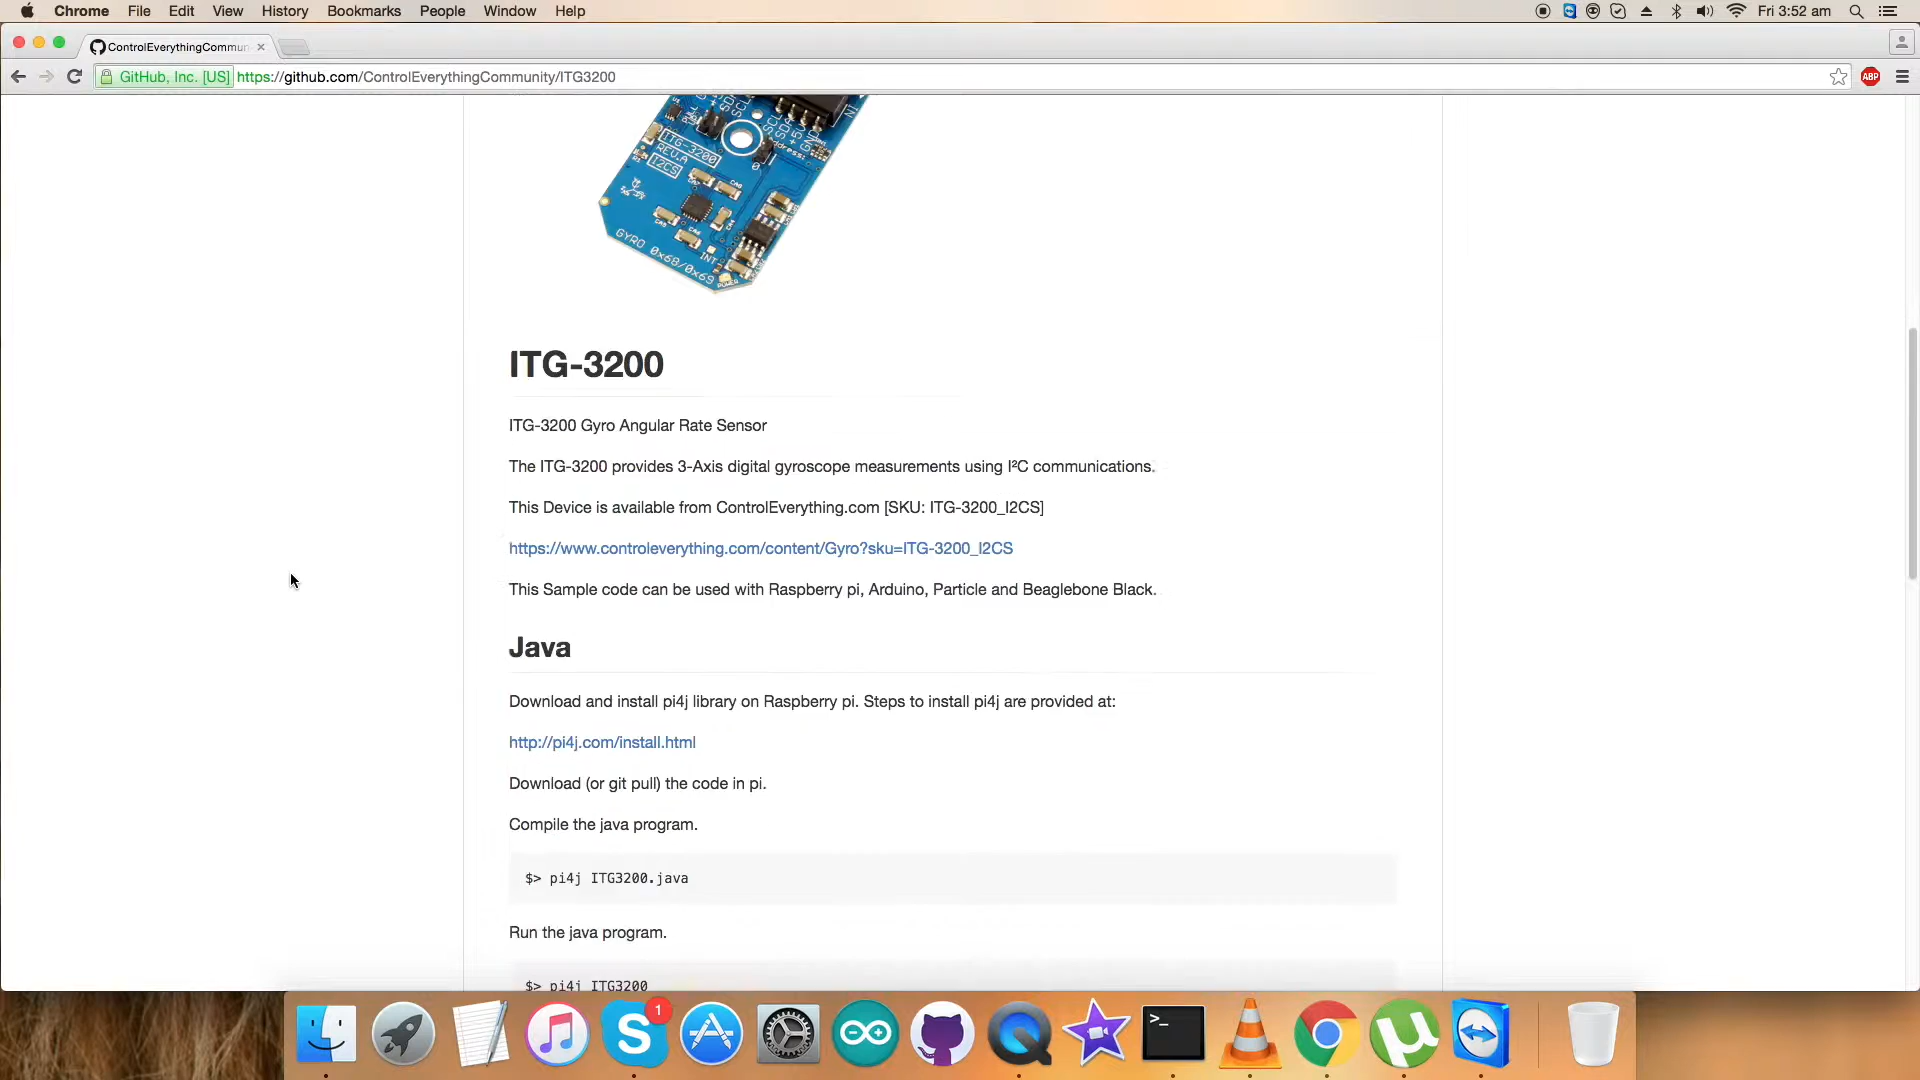 Chrome File Edit View History Bookmarks People Window Help Fri 3:52 am
ControlEverythingCommun
GitHub, Inc. [US] https://github.com/ControlEverythingCommunity/ITG3200 ABP
ITG-3200
REV.A
I2CS
GYRO 0x68/0x69
INT
POWER
ITG-3200
ITG-3200 Gyro Angular Rate Sensor
The ITG-3200 provides 3-Axis digital gyroscope measurements using I²C communications.
This Device is available from ControlEverything.com [SKU: ITG-3200_I2CS]
https://www.controleverything.com/content/Gyro?sku=ITG-3200_I2CS
This Sample code can be used with Raspberry pi, Arduino, Particle and Beaglebone Black.
Java
Download and install pi4j library on Raspberry pi. Steps to install pi4j are provided at:
http://pi4j.com/install.html
Download (or git pull) the code in pi.
Compile the java program.
$> pi4j ITG3200.java
Run the java program.
$> pi4j ITG3200
1